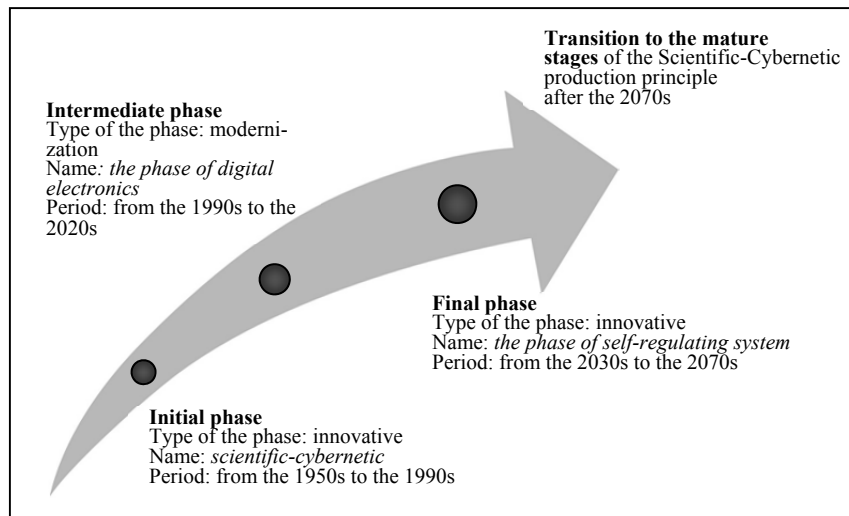 Transition to the mature
stages of the Scientific-Cybernetic
production principle
after the 2070s
Intermediate phase
Type of the phase: moderni-
zation
Name: the phase of digital
electronics
Period: from the 1990s to the
2020s
Final phase
Type of the phase: innovative
Name: the phase of self-regulating system
Period: from the 2030s to the 2070s
Initial phase
Type of the phase: innovative
Name: scientific-cybernetic
Period: from the 1950s to the 1990s